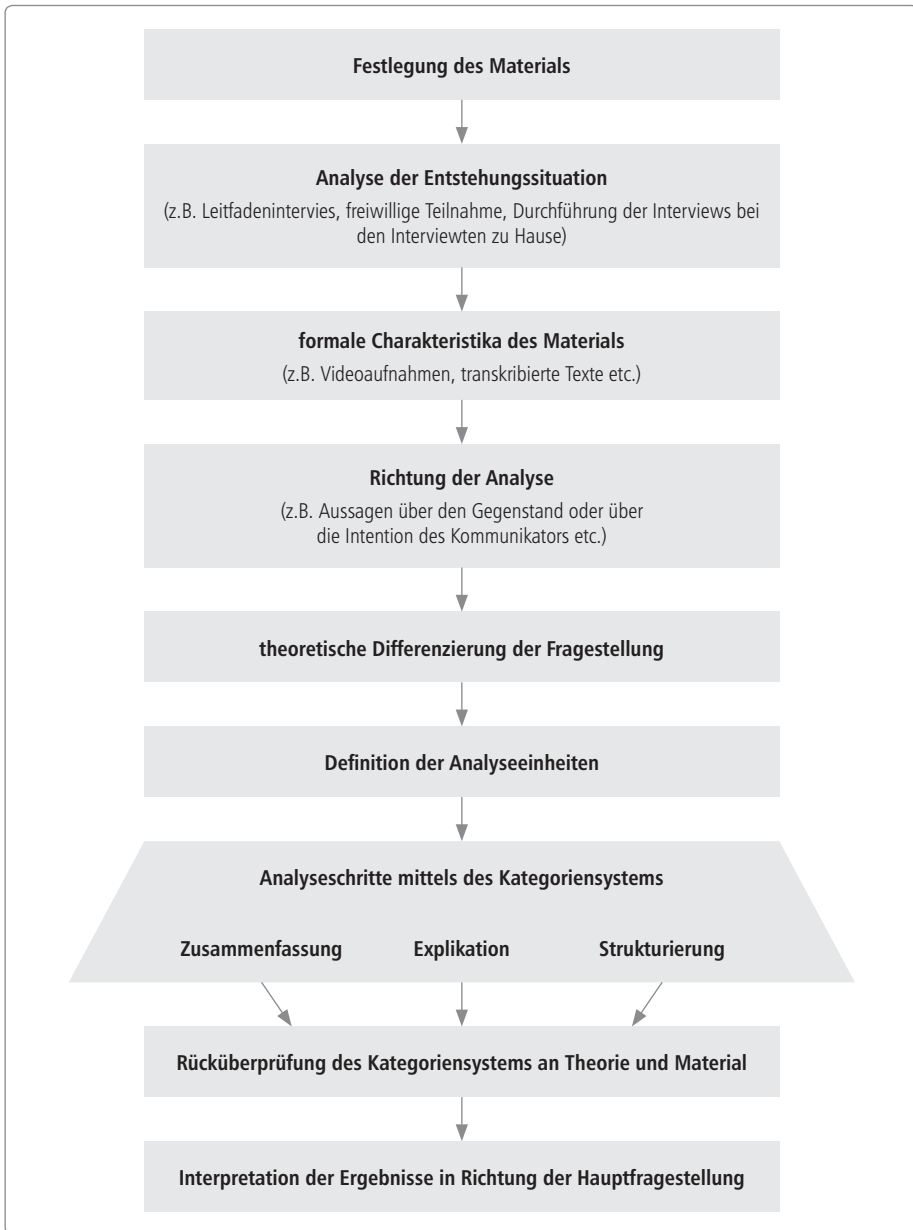 Festlegung des Materials
Analyse der Entstehungssituation
(z.B. Leitfadenintervies, freiwillige Teilnahme, Durchführung der Interviews bei
den Interviewten zu Hause)
formale Charakteristika des Materials
(z.B. Videoaufnahmen, transkribierte Texte etc.)
Richtung der Analyse
(z.B. Aussagen über den Gegenstand oder über
die Intention des Kommunikators etc.)
theoretische Differenzierung der Fragestellung
Definition der Analyseeinheiten
Analyseschritte mittels des Kategoriensystems
Zusammenfassung Explikation Strukturierung
Rücküberprüfung des Kategoriensystems an Theorie und Material
Interpretation der Ergebnisse in Richtung der Hauptfragestellung